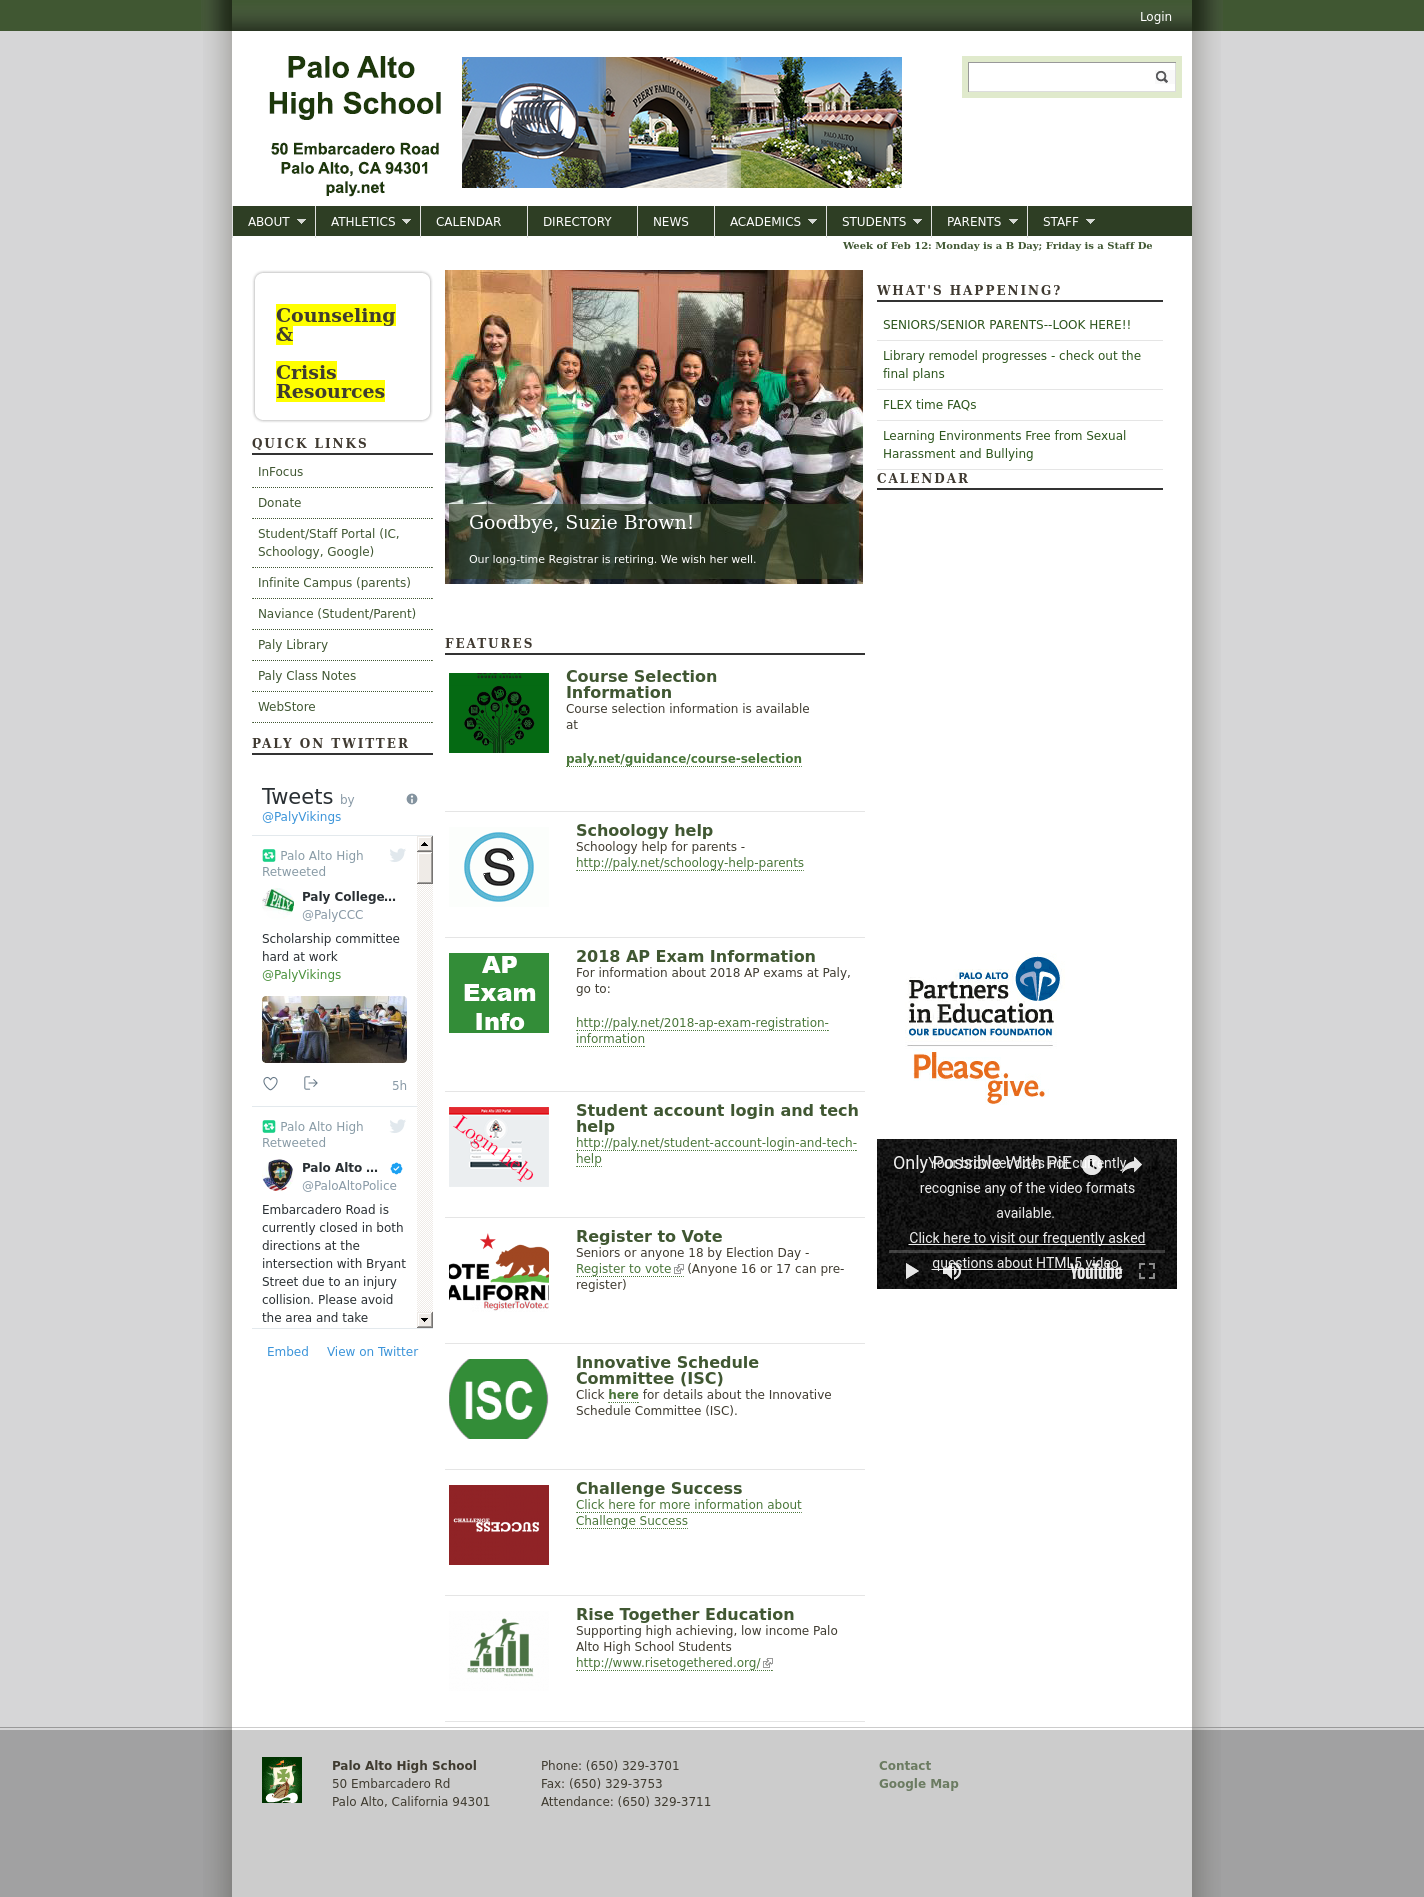 Login
Palo Alto
High School
50 Embarcadero Road
Palo Alto, CA 94301
paly.net
PEERY FAMILY CENTER
PALO ALTO
HIGH SCHOOL
ABOUT
ATHLETICS
CALENDAR
DIRECTORY
NEWS
ACADEMICS
STUDENTS
PARENTS
STAFF
Week of Feb 12: Monday is a B Day; Friday is a Staff De
Counseling
&
Crisis
Resources
QUICK LINKS
InFocus
Donate
Student/Staff Portal (IC,
Schoology, Google)
Infinite Campus (parents)
Naviance (Student/Parent)
Paly Library
Paly Class Notes
WebStore
PALY ON TWITTER
Tweets by
@PalyVikings
Palo Alto High
Retweeted
PALY
Paly College…
@PalyCCC
Scholarship committee
hard at work
@PalyVikings
5h
Palo Alto High
Retweeted
Palo Alto …
@PaloAltoPolice
Embarcadero Road is
currently closed in both
directions at the
intersection with Bryant
Street due to an injury
collision. Please avoid
the area and take
Embed
View on Twitter
Goodbye, Suzie Brown!
Our long-time Registrar is retiring. We wish her well.
FEATURES
Course Selection
Information
Course selection information is available
at
paly.net/guidance/course-selection
S
Schoology help
Schoology help for parents -
http://paly.net/schoology-help-parents
AP
Exam
Info
2018 AP Exam Information
For information about 2018 AP exams at Paly,
go to:
http://paly.net/2018-ap-exam-registration-
information
Login help
Student account login and tech
help
http://paly.net/student-account-login-and-tech-
help
OTE
ALIFORNI
RegisterToVote.c
Register to Vote
Seniors or anyone 18 by Election Day -
Register to vote (Anyone 16 or 17 can pre-
register)
ISC
Innovative Schedule
Committee (ISC)
Click here for details about the Innovative
Schedule Committee (ISC).
CHALLENGE
SUCCESS
Challenge Success
Click here for more information about
Challenge Success
RISE TOGETHER EDUCATION
Rise Together Education
Supporting high achieving, low income Palo
Alto High School Students
http://www.risetogethered.org/
WHAT'S HAPPENING?
SENIORS/SENIOR PARENTS--LOOK HERE!!
Library remodel progresses - check out the
final plans
FLEX time FAQs
Learning Environments Free from Sexual
Harassment and Bullying
CALENDAR
PALO ALTO
Partners
in Education
OUR EDUCATION FOUNDATION
Please
give.
Only Possible With PiE
Your browser does not currently
recognise any of the video formats
available.
Click here to visit our frequently asked
questions about HTML5 video.
YouTube
Palo Alto High School
50 Embarcadero Rd
Palo Alto, California 94301
Phone: (650) 329-3701
Fax: (650) 329-3753
Attendance: (650) 329-3711
Contact
Google Map